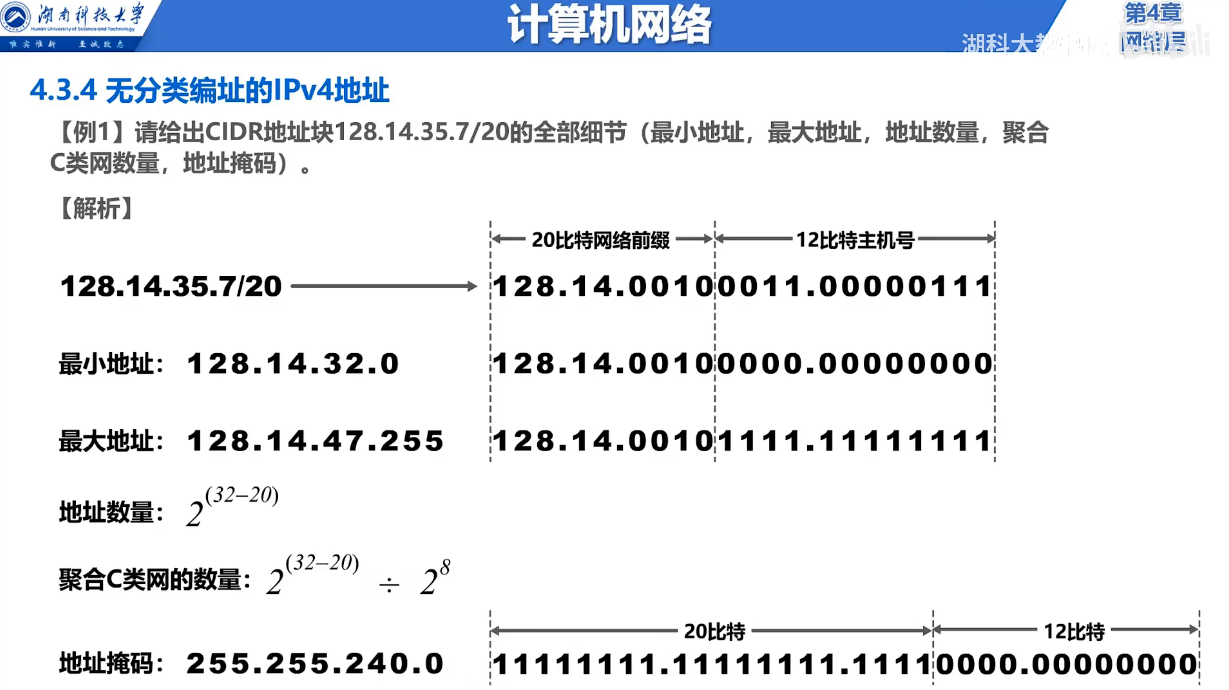 湖南科技大学
Hunan University of Science and Technology
唯实惟新 至诚致志
计算机网络
第4章
网络层
4.3.4 无分类编址的IPv4地址
【例1】请给出CIDR地址块128.14.35.7/20的全部细节（最小地址，最大地址，地址数量，聚合
C类网数量，地址掩码）。
【解析】
20比特网络前缀 12比特主机号
128.14.35.7/20 128.14.00100011.00000111
最小地址： 128.14.32.0 128.14.00100000.00000000
最大地址： 128.14.47.255 128.14.00101111.11111111
地址数量： 2^(32−20)
聚合C类网的数量： 2^(32−20) ÷ 2^8
20比特 12比特
地址掩码： 255.255.240.0 11111111.11111111.11110000.00000000